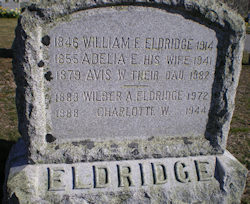 1846 WILLIAM E. ELDRIDGE 1914
1855 ADELIA E. HIS WIFE 1941
1879 AVIS W. THEIR DAU. 1882
1883 WILBER A. ELDRIDGE 1972
1888 CHARLOTTE W. 1944
ELDRIDGE